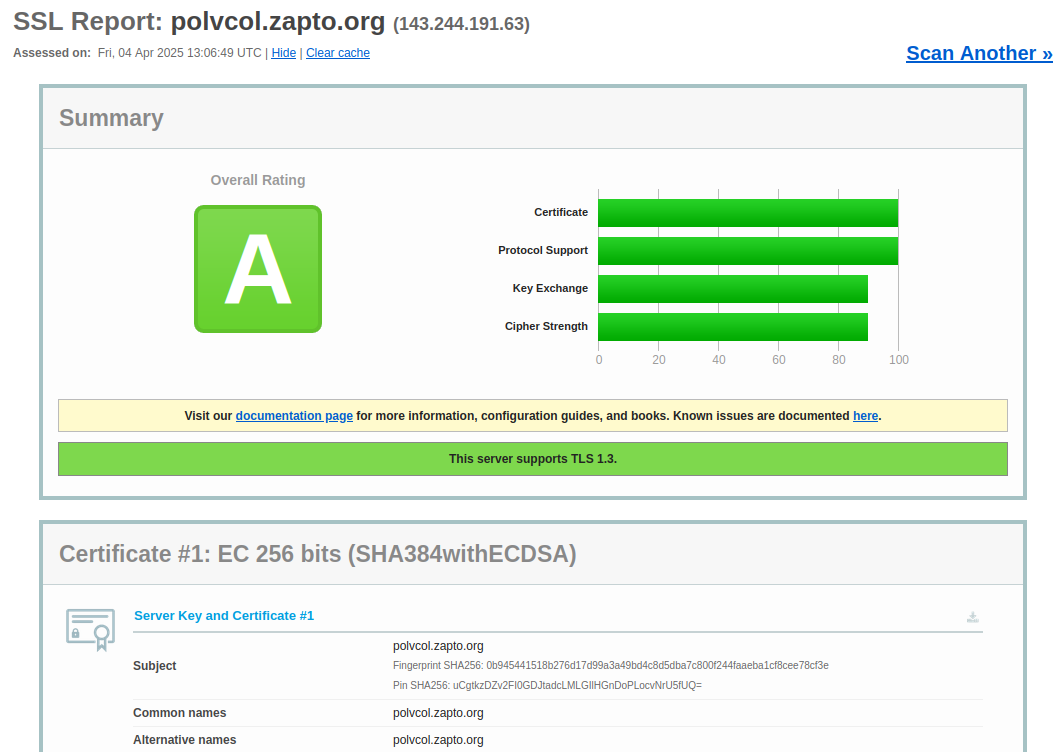 SSL Report: polvcol.zapto.org (143.244.191.63)
Assessed on: Fri, 04 Apr 2025 13:06:49 UTC | Hide | Clear cache
Scan Another »
Summary
Overall Rating
A
Certificate
Protocol Support
Key Exchange
Cipher Strength
0 20 40 60 80 100
Visit our documentation page for more information, configuration guides, and books. Known issues are documented here.
This server supports TLS 1.3.
Certificate #1: EC 256 bits (SHA384withECDSA)
Server Key and Certificate #1
Subject
polvcol.zapto.org
Fingerprint SHA256: 0b945441518b276d17d99a3a49bd4c8d5dba7c800f244faaeba1cf8cee78cf3e
Pin SHA256: uCgtkzDZv2FI0GDJtadcLMLGIlHGnDoPLocvNrU5fUQ=
Common names polvcol.zapto.org
Alternative names polvcol.zapto.org